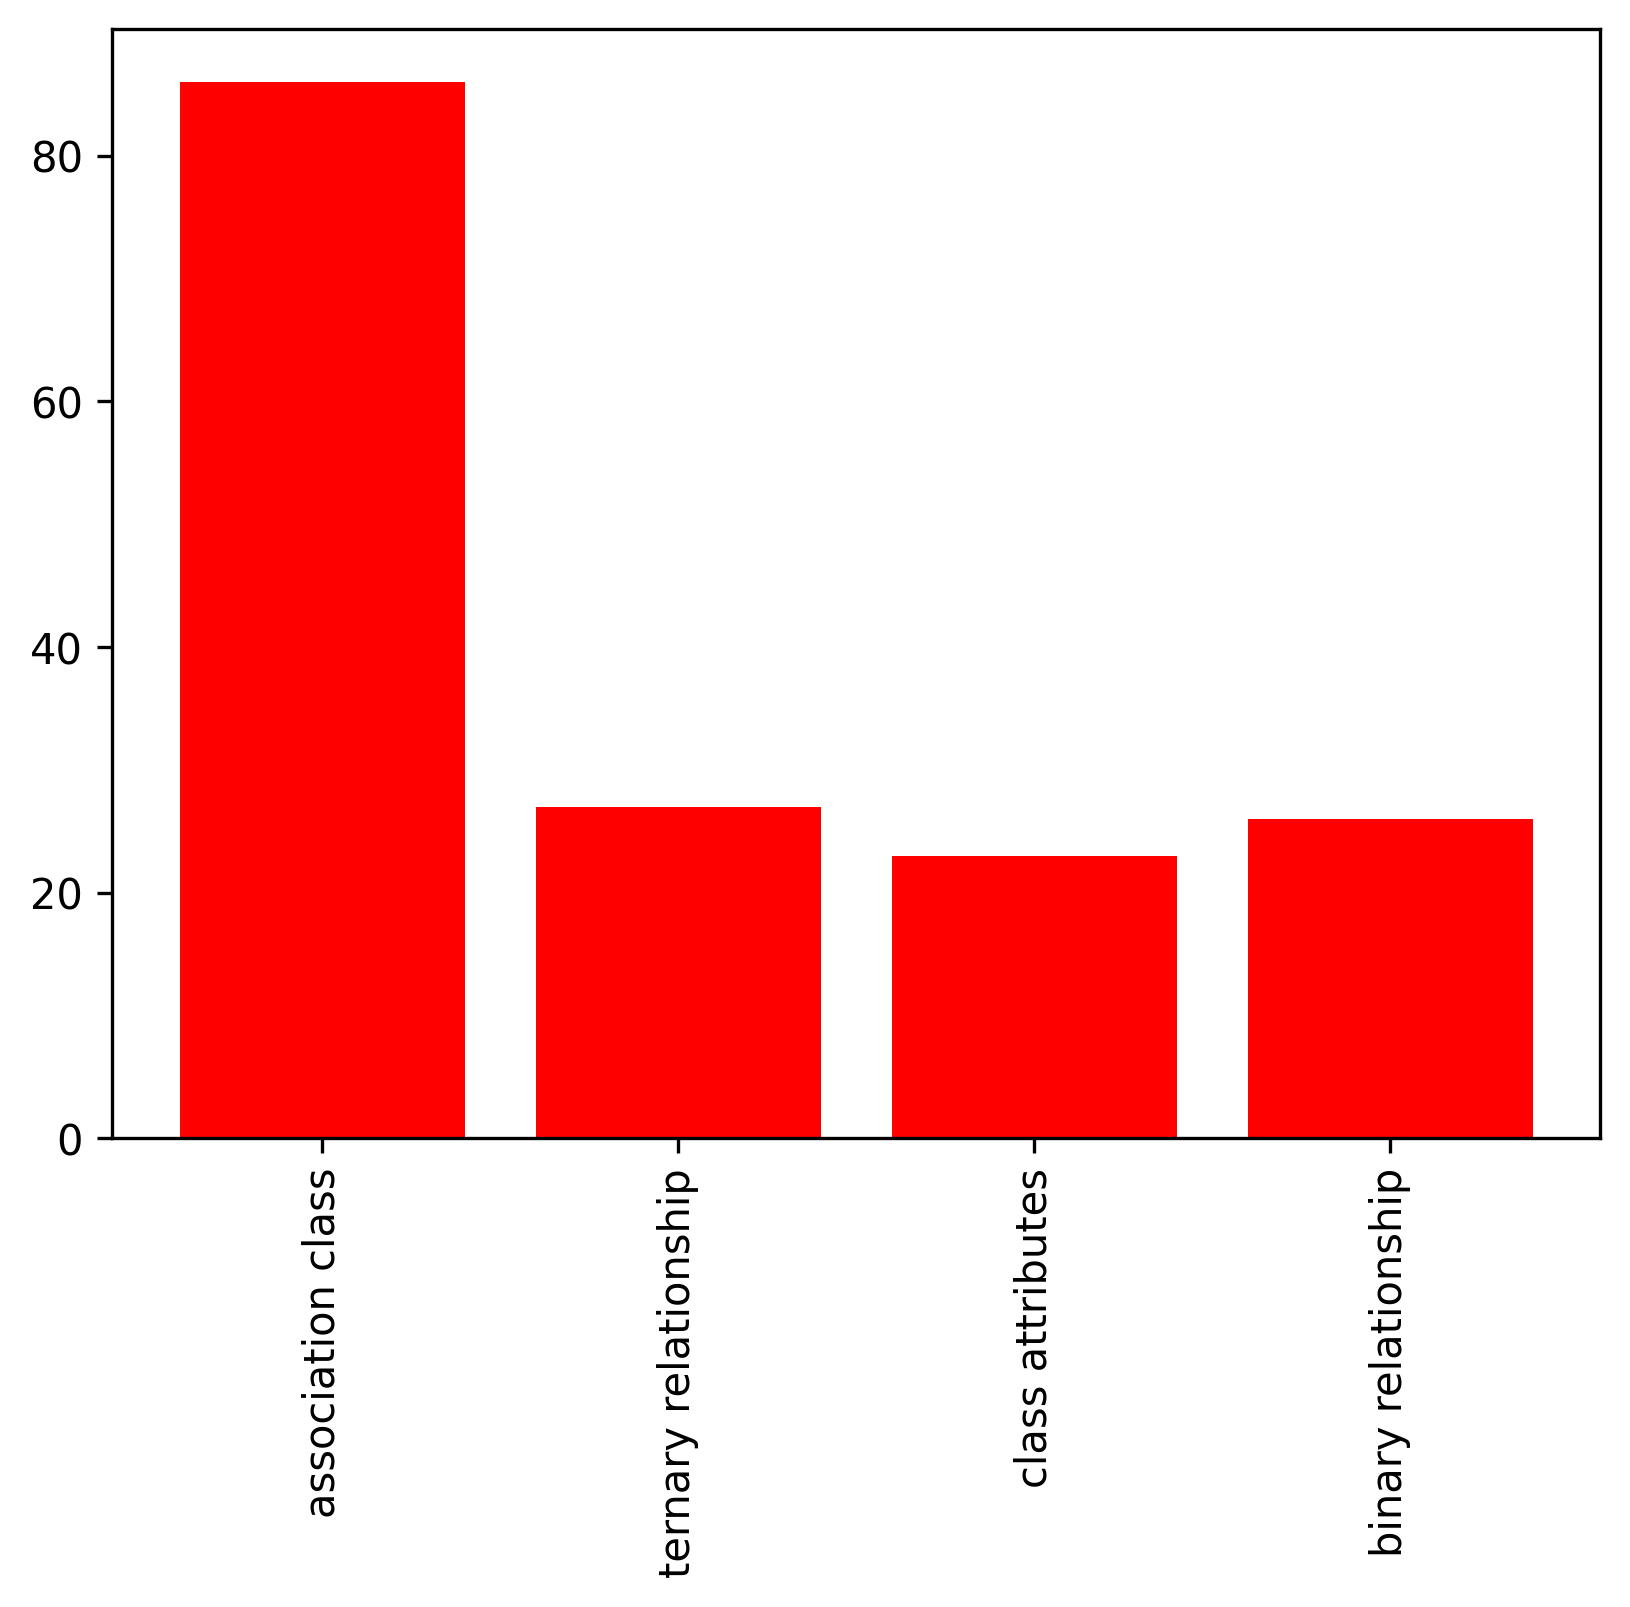 80
60
40
20
0
association class
ternary relationship
class attributes
binary relationship